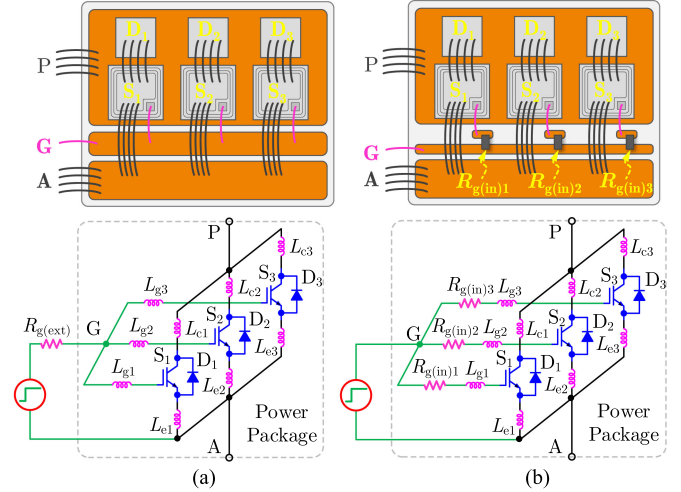 D1 D2 D3
P
S1 S2 S3
G
A
D1 D2 D3
P
S1 S2 S3
G
A
Rg(in)1 Rg(in)2 Rg(in)3
P
Lc3
S3
D3
Lg3
Lc2
Rg(ext)
G
Lg2
Lc1
S2
D2
Le3
Lg1
S1
D1
Le2
Le1
Power
Package
A
(a)
P
Lc3
S3
D3
Rg(in)3
Lg3
Lc2
G
Rg(in)2
Lg2
Lc1
S2
D2
Le3
Rg(in)1
Lg1
S1
D1
Le2
Le1
Power
Package
A
(b)